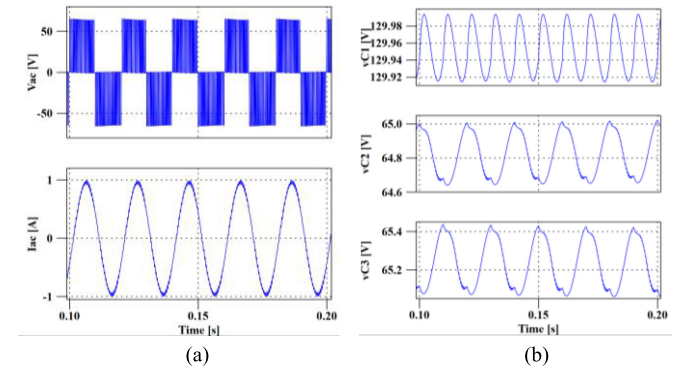 Vac [V]
50
0
-50
Iac [A]
1
0
-1
0.10 0.15 0.20
Time [s]
(a)
vC1 [V]
129.98
129.96
129.94
129.92
vC2 [V]
65.0
64.8
64.6
vC3 [V]
65.4
65.2
0.10 0.15 0.20
Time [s]
(b)